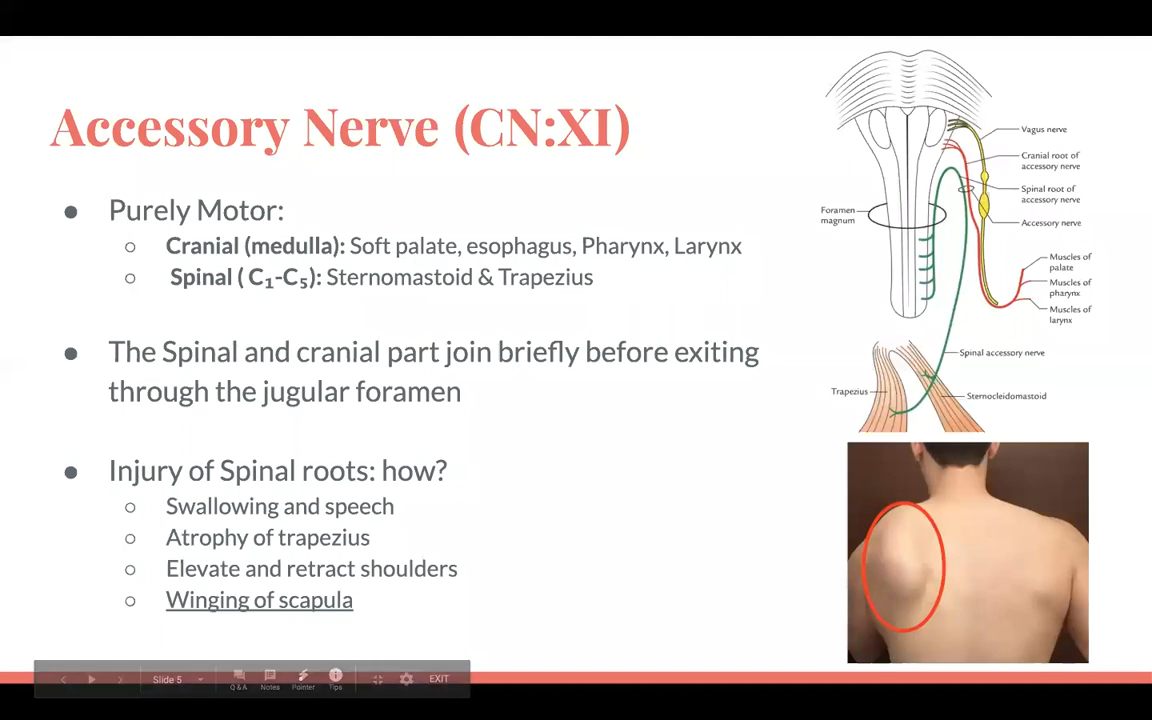 Accessory Nerve (CN:XI)
● Purely Motor:
○ Cranial (medulla): Soft palate, esophagus, Pharynx, Larynx
○ Spinal ( C₁-C₅): Sternomastoid & Trapezius
● The Spinal and cranial part join briefly before exiting
through the jugular foramen
● Injury of Spinal roots: how?
○ Swallowing and speech
○ Atrophy of trapezius
○ Elevate and retract shoulders
○ Winging of scapula
Vagus nerve
Cranial root of
accessory nerve
Spinal root of
accessory nerve
Foramen
magnum
Accessory nerve
Muscles of
palate
Muscles of
pharynx
Muscles of
larynx
Spinal accessory nerve
Trapezius
Sternocleidomastoid
Slide 5
Q & A
Notes
Pointer
Tips
EXIT